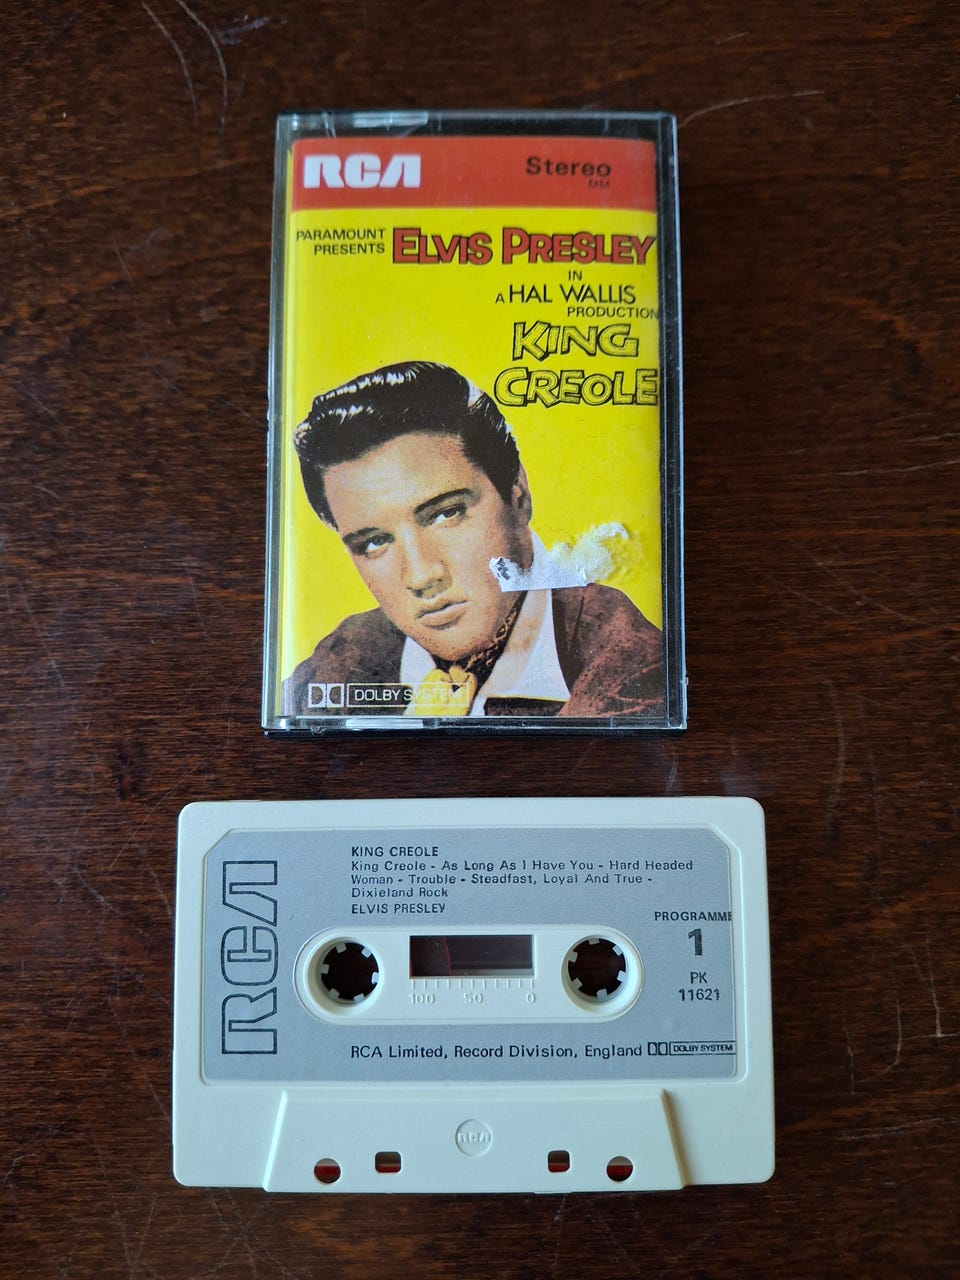 RCA
Stereo
MM
PARAMOUNT
PRESENTS
ELVIS PRESLEY
IN
A HAL WALLIS
PRODUCTION
KING
CREOLE
DOLBY SYSTEM
KING CREOLE
King Creole - As Long As I Have You - Hard Headed
Woman - Trouble - Steadfast, Loyal And True -
Dixieland Rock
ELVIS PRESLEY
RCA
PROGRAMME
1
PK
11621
100 50 0
RCA Limited, Record Division, England DOLBY SYSTEM
RCA